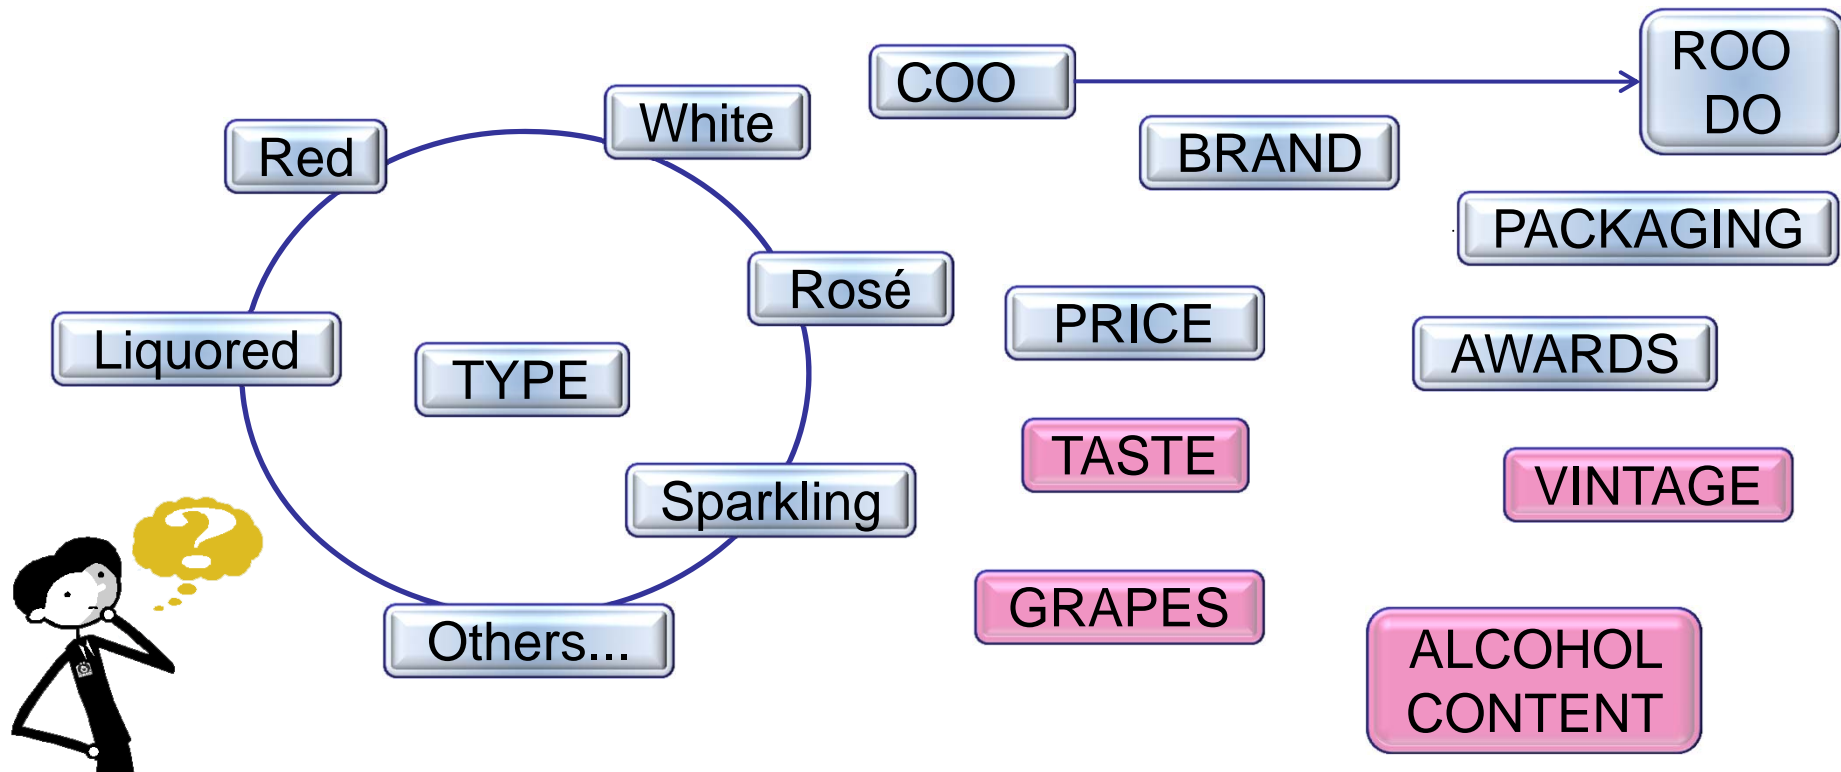 COO
ROO
DO
White
Red
BRAND
PACKAGING
Rosé
PRICE
Liquored
TYPE
AWARDS
TASTE
VINTAGE
Sparkling
GRAPES
Others...
ALCOHOL
CONTENT
?